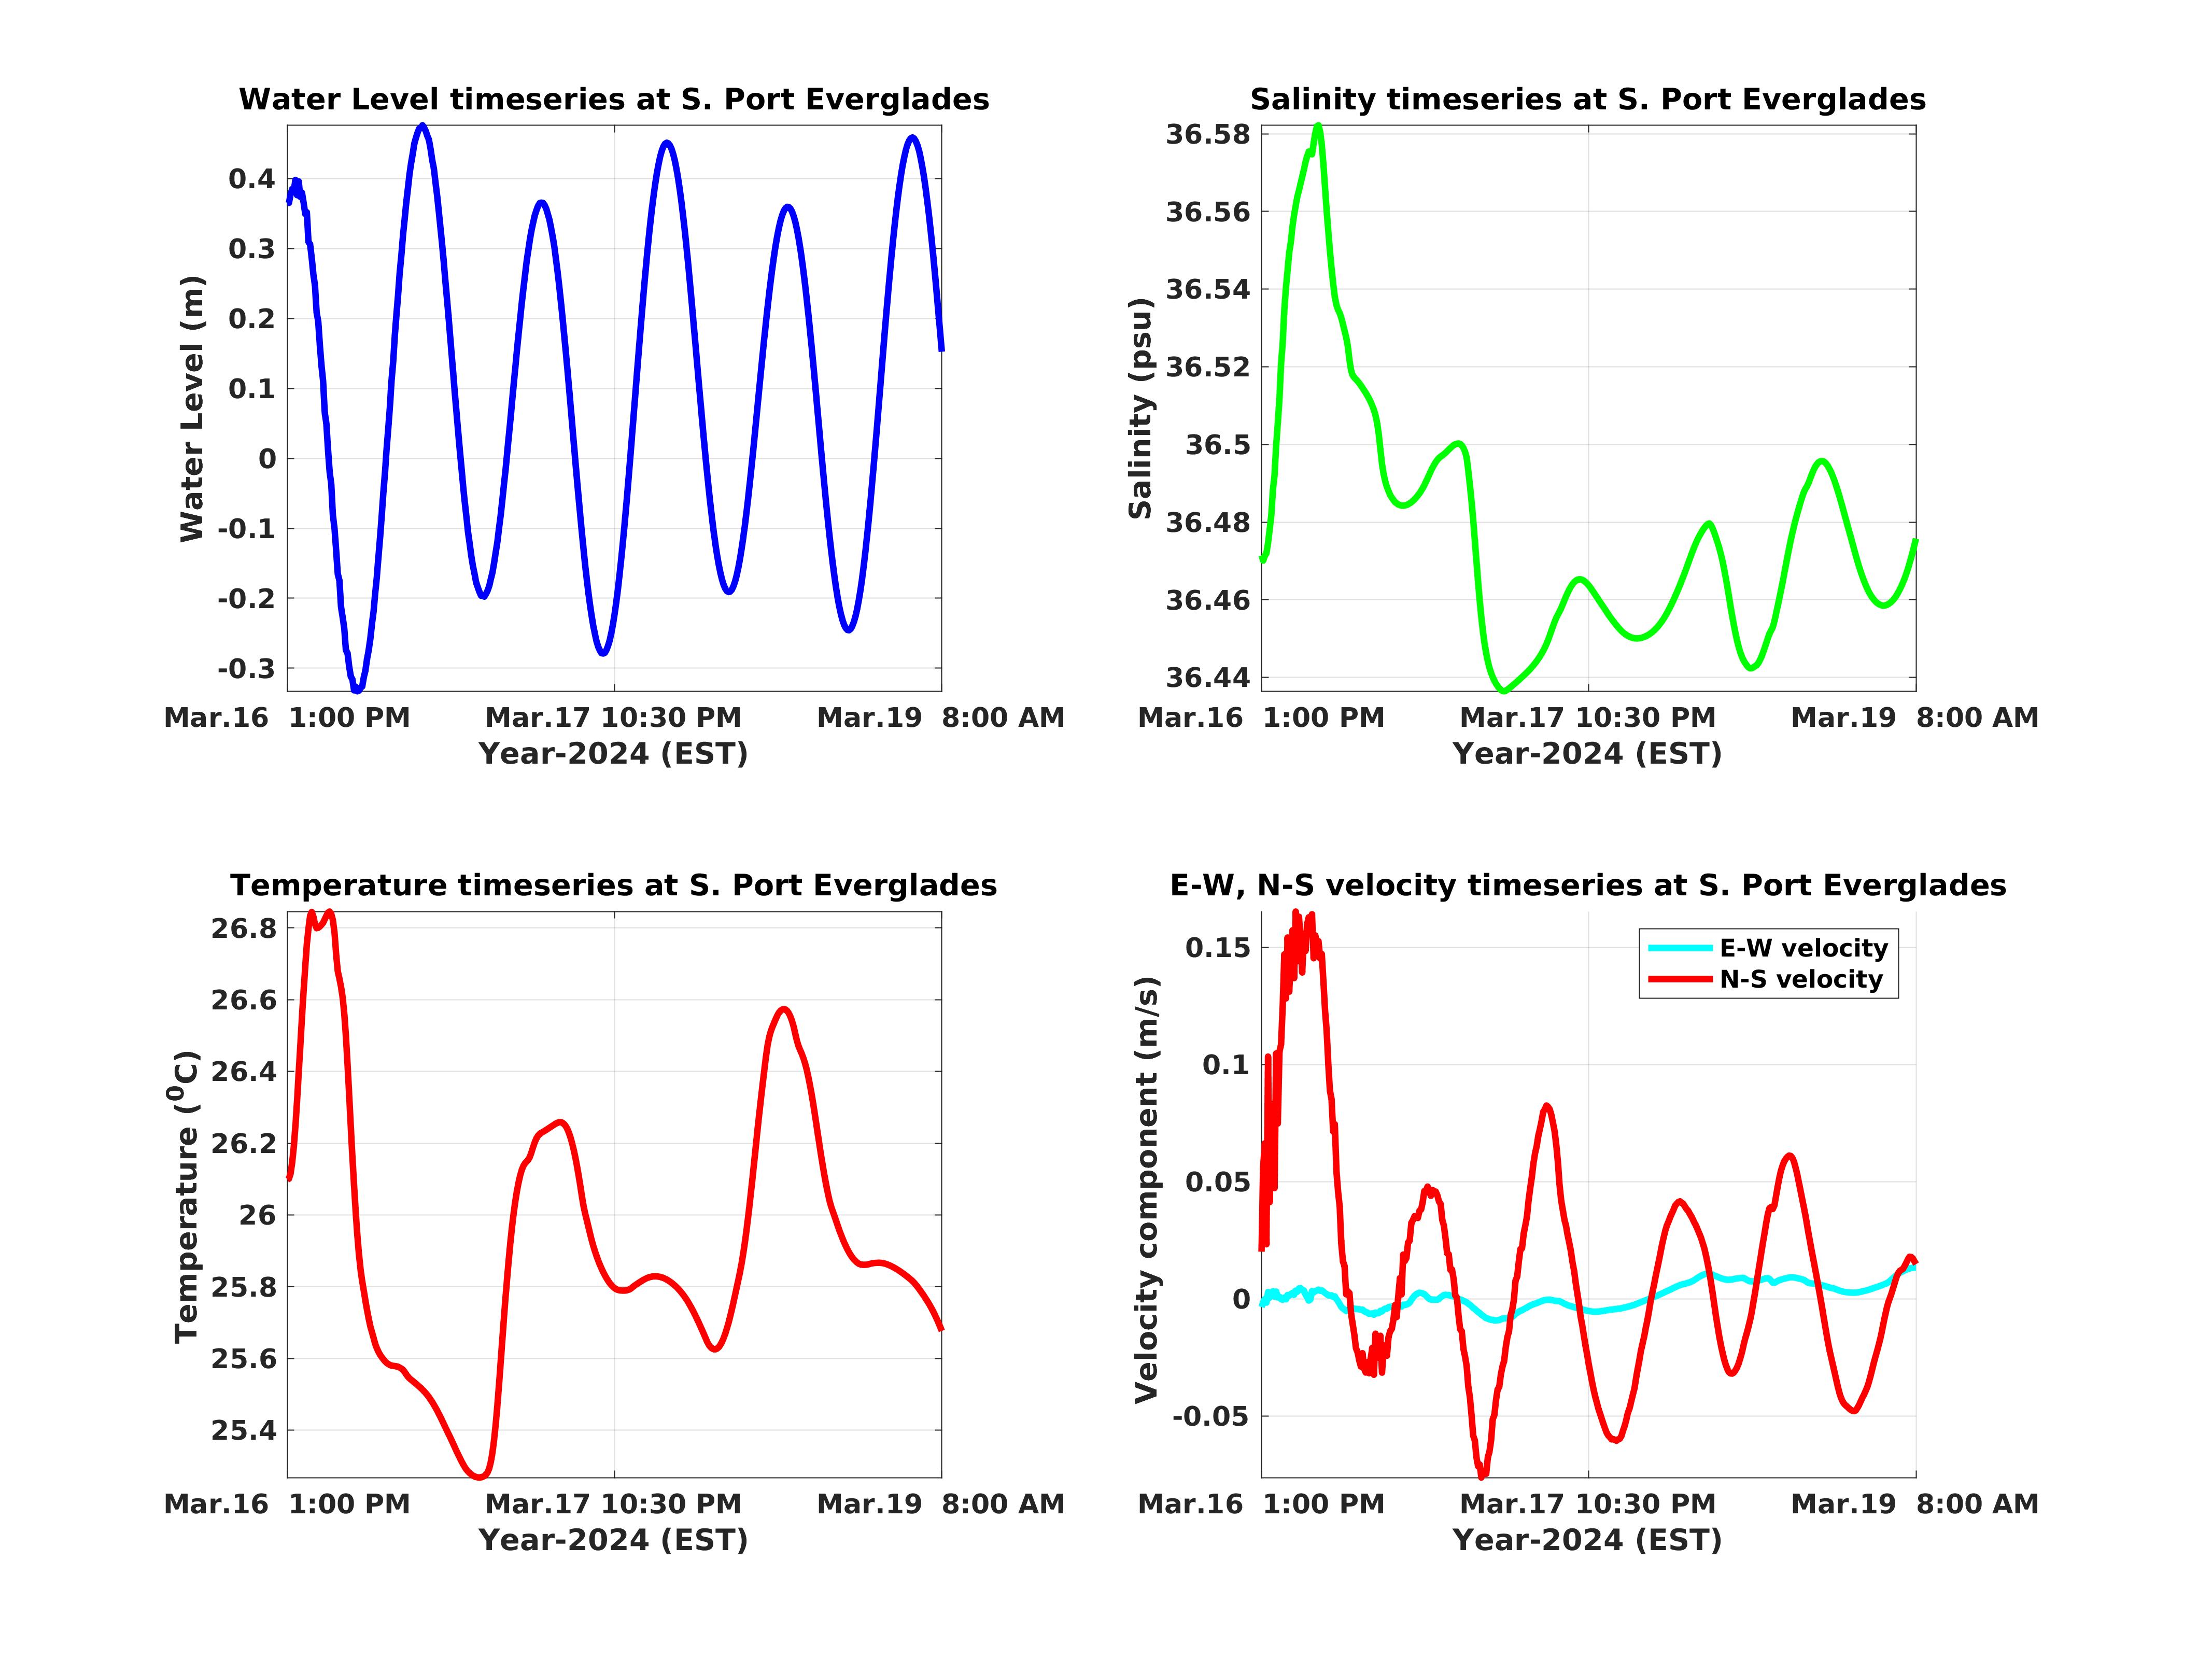 Water Level timeseries at S. Port Everglades
Water Level (m)
0.4
0.3
0.2
0.1
0
-0.1
-0.2
-0.3
Mar.16 1:00 PM
Mar.17 10:30 PM
Mar.19 8:00 AM
Year-2024 (EST)
Salinity timeseries at S. Port Everglades
Salinity (psu)
36.58
36.56
36.54
36.52
36.5
36.48
36.46
36.44
Mar.16 1:00 PM
Mar.17 10:30 PM
Mar.19 8:00 AM
Year-2024 (EST)
Temperature timeseries at S. Port Everglades
Temperature (⁰C)
26.8
26.6
26.4
26.2
26
25.8
25.6
25.4
Mar.16 1:00 PM
Mar.17 10:30 PM
Mar.19 8:00 AM
Year-2024 (EST)
E-W, N-S velocity timeseries at S. Port Everglades
Velocity component (m/s)
0.15
0.1
0.05
0
-0.05
E-W velocity
N-S velocity
Mar.16 1:00 PM
Mar.17 10:30 PM
Mar.19 8:00 AM
Year-2024 (EST)